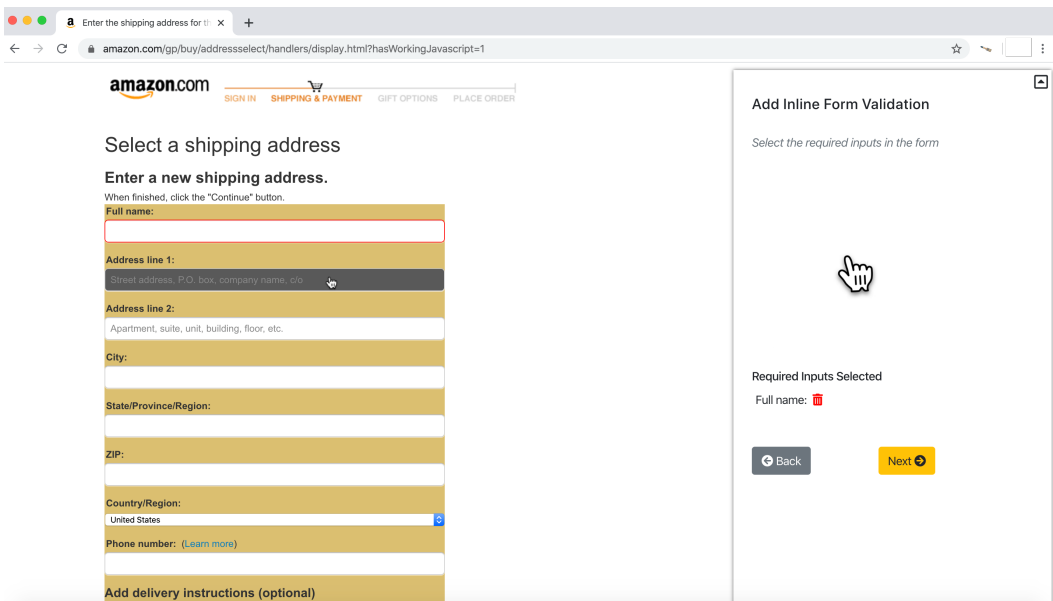 Enter the shipping address for th
amazon.com/gp/buy/addressselect/handlers/display.html?hasWorkingJavascript=1
amazon.com
SIGN IN SHIPPING & PAYMENT GIFT OPTIONS PLACE ORDER
Select a shipping address
Enter a new shipping address.
When finished, click the "Continue" button.
Full name:
Address line 1:
Street address, P.O. box, company name, c/o
Address line 2:
Apartment, suite, unit, building, floor, etc.
City:
State/Province/Region:
ZIP:
Country/Region:
United States
Phone number: (Learn more)
Add delivery instructions (optional)
Add Inline Form Validation
Select the required inputs in the form
Required Inputs Selected
Full name:
Back Next